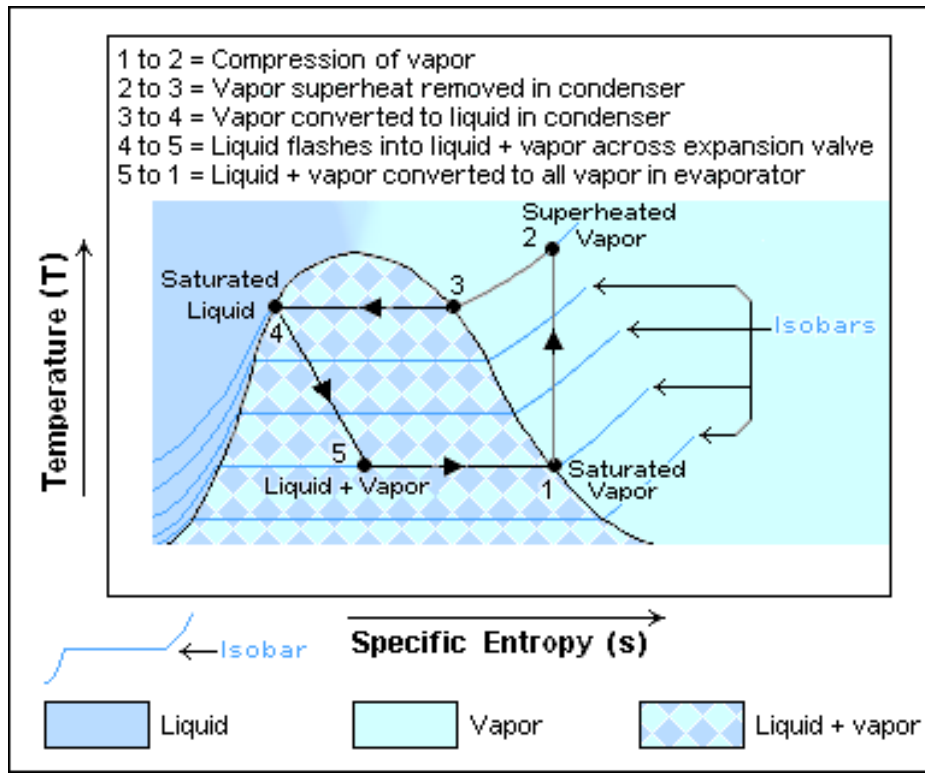 1 to 2 = Compression of vapor
2 to 3 = Vapor superheat removed in condenser
3 to 4 = Vapor converted to liquid in condenser
4 to 5 = Liquid flashes into liquid + vapor across expansion valve
5 to 1 = Liquid + vapor converted to all vapor in evaporator
Superheated
2 Vapor
Saturated
Liquid
3
4
Isobars
5
Liquid + Vapor
1
Saturated
Vapor
Temperature (T)
Specific Entropy (s)
Isobar
Liquid
Vapor
Liquid + vapor